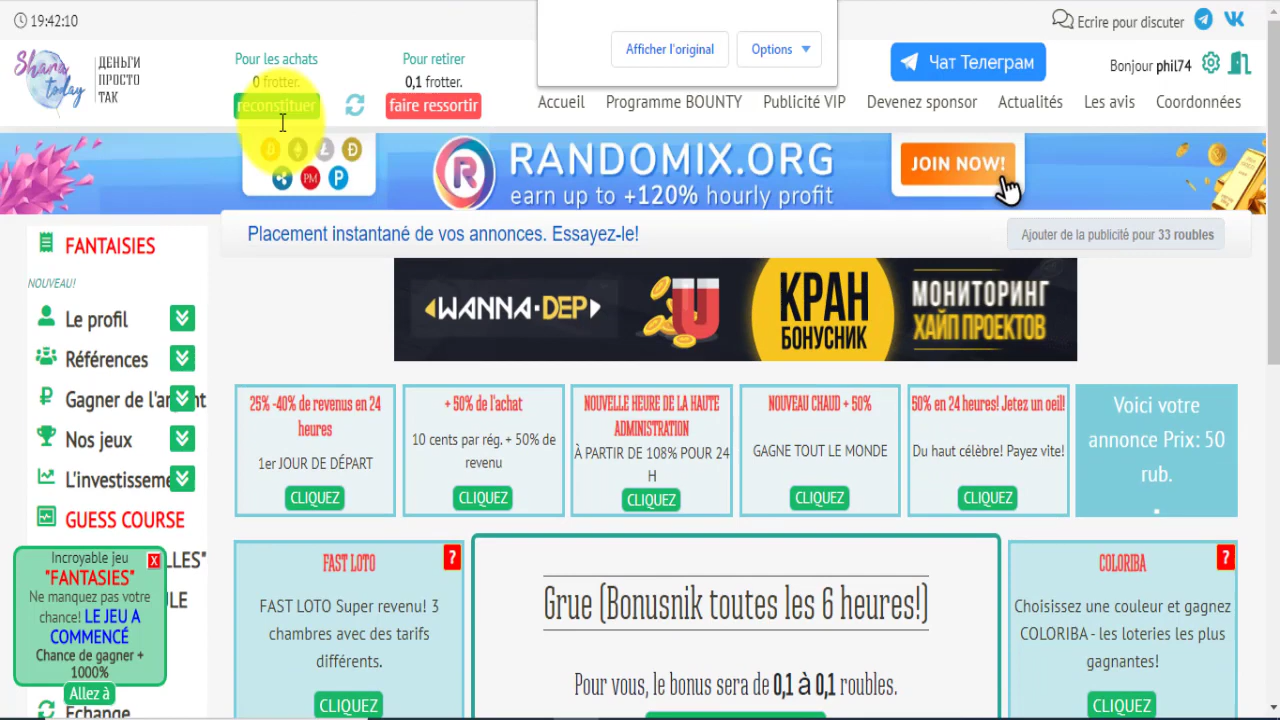 19:42:10
Ecrire pour discuter
Shara today
ДЕНЬГИ
ПРОСТО
ТАК
Pour les achats
0 frotter.
reconstituer
Pour retirer
0,1 frotter.
faire ressortir
Afficher l'original
Options
Чат Телеграм
Bonjour phil74
Accueil
Programme BOUNTY
Publicité VIP
Devenez sponsor
Actualités
Les avis
Coordonnées
PM
RANDOMIX.ORG
earn up to +120% hourly profit
JOIN NOW!
Placement instantané de vos annonces. Essayez-le!
Ajouter de la publicité pour 33 roubles
WANNA-DEP
КРАН
БОНУСНИК
МОНИТОРИНГ
ХАЙП ПРОЕКТОВ
FANTAISIES
NOUVEAU!
Le profil
Références
Gagner de l'ar
nt
Nos jeux
L'investisseme
GUESS COURSE
LLES"
LE
Echange
Incroyable jeu
X
"FANTASIES"
Ne manquez pas votre
chance! LE JEU A
COMMENCÉ
Chance de gagner +
1000%
Allez à
25% -40% de revenus en 24
heures
1er JOUR DE DÉPART
CLIQUEZ
+ 50% de l'achat
10 cents par rég. + 50% de
revenu
CLIQUEZ
NOUVELLE HEURE DE LA HAUTE
ADMINISTRATION
À PARTIR DE 108% POUR 24
H
CLIQUEZ
NOUVEAU CHAUD + 50%
GAGNE TOUT LE MONDE
CLIQUEZ
50% en 24 heures! Jetez un oeil!
Du haut célèbre! Payez vite!
CLIQUEZ
Voici votre
annonce Prix: 50
rub.
FAST LOTO
?
FAST LOTO Super revenu! 3
chambres avec des tarifs
différents.
CLIQUEZ
Grue (Bonusnik toutes les 6 heures!)
Pour vous, le bonus sera de 0,1 à 0,1 roubles.
COLORIBA
?
Choisissez une couleur et gagnez
COLORIBA - les loteries les plus
gagnantes!
CLIQUEZ